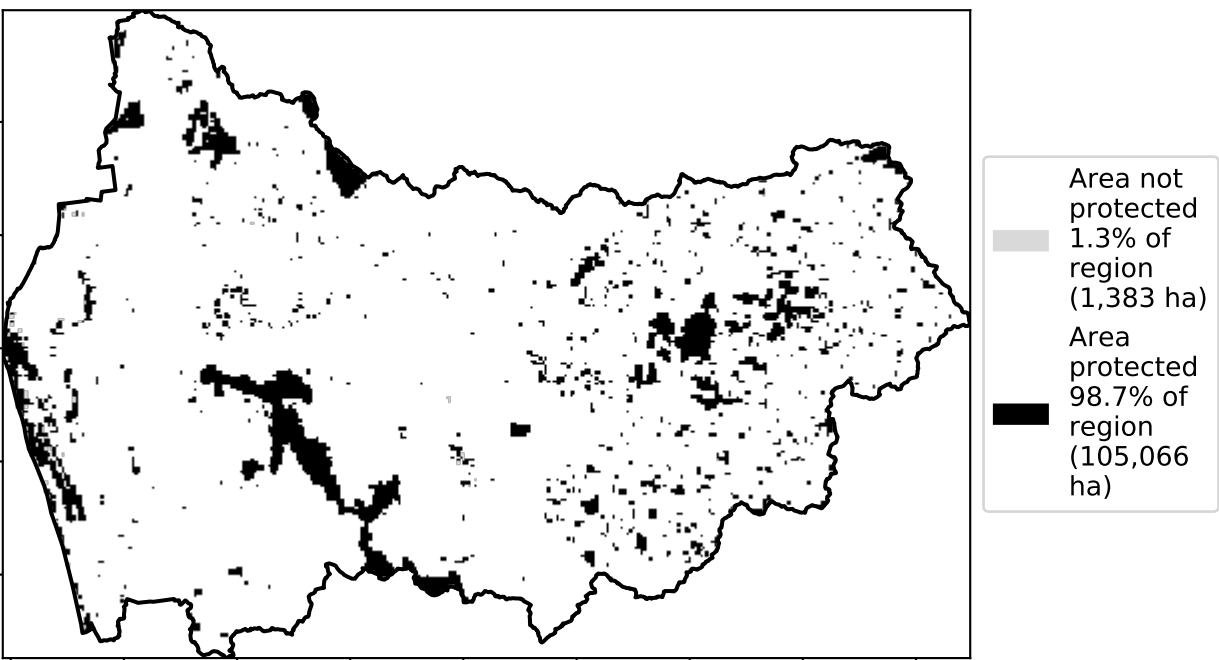 Area not
protected
1.3% of
region
(1,383 ha)
Area
protected
98.7% of
region
(105,066
ha)